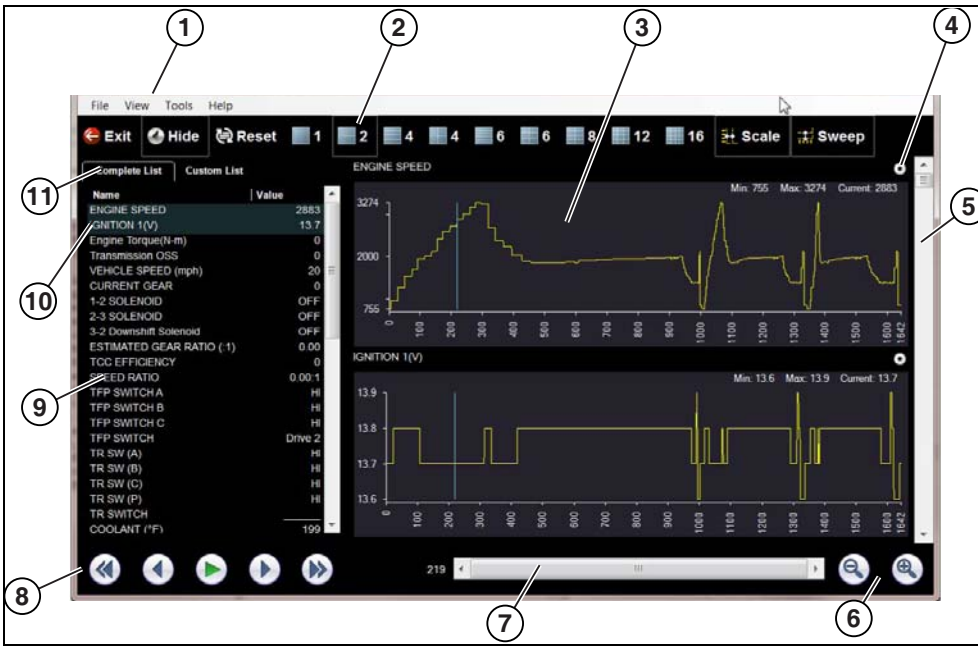 1
2
3
4
File View Tools Help
Exit Hide Reset 1 2 4 4 6 6 8 12 16 Scale Sweep
11
Complete List Custom List
Name Value
ENGINE SPEED 2883
IGNITION 1(V) 13.7
Engine Torque(N-m) 0
Transmission OSS 0
VEHICLE SPEED (mph) 20
CURRENT GEAR 0
1-2 SOLENOID OFF
2-3 SOLENOID OFF
3-2 Downshift Solenoid OFF
ESTIMATED GEAR RATIO (:1) 0.00
TCC EFFICIENCY 0
SPEED RATIO 0.00:1
TFP SWITCH A HI
TFP SWITCH B HI
TFP SWITCH C HI
TFP SWITCH Drive 2
TR SW (A) HI
TR SW (B) HI
TR SW (C) HI
TR SW (P) HI
TR SWITCH
COOLANT (°F) 199
10
9
ENGINE SPEED
Min: 755 Max: 3274 Current: 2883
3274
2000
755
0 100 200 300 400 500 600 700 800 900 1000 1100 1200 1300 1400 1500 1600 1642
5
IGNITION 1(V)
Min: 13.6 Max: 13.9 Current: 13.7
13.9
13.8
13.7
13.6
0 100 200 300 400 500 600 700 800 900 1000 1100 1200 1300 1400 1500 1600 1642
219
8
7
6